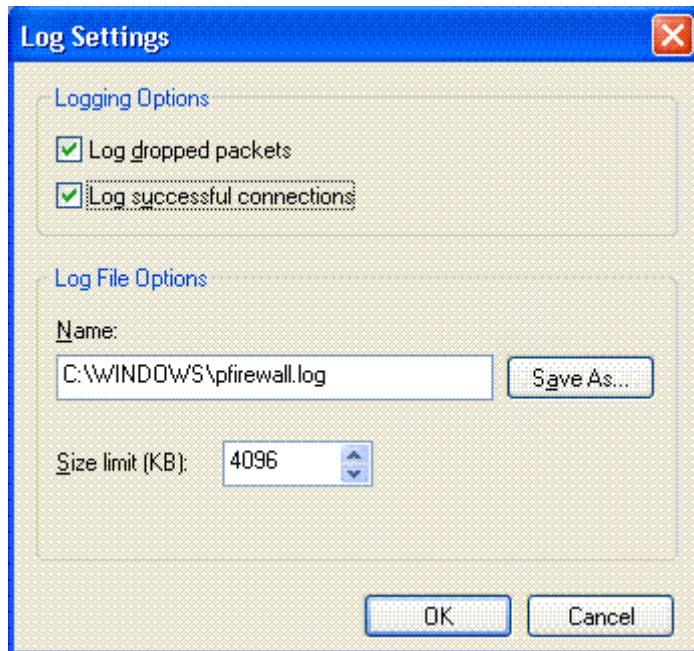 Log Settings
Logging Options
Log dropped packets
Log successful connections
Log File Options
Name:
C:\WINDOWS\pfirewall.log
Save As...
Size limit (KB):
4096
OK
Cancel